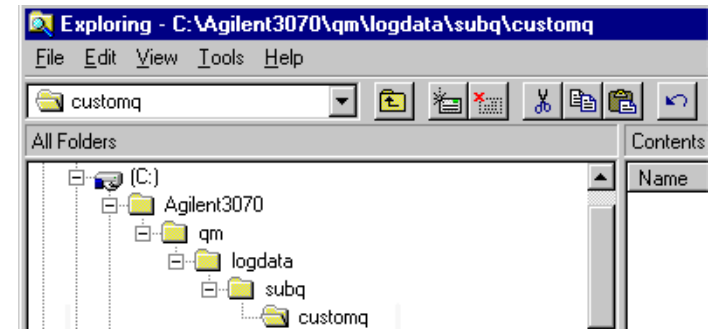 Exploring - C:\Agilent3070\qm\logdata\subq\customq
File Edit View Tools Help
customq
All Folders
Contents
Name
(C:)
Agilent3070
qm
logdata
subq
customq